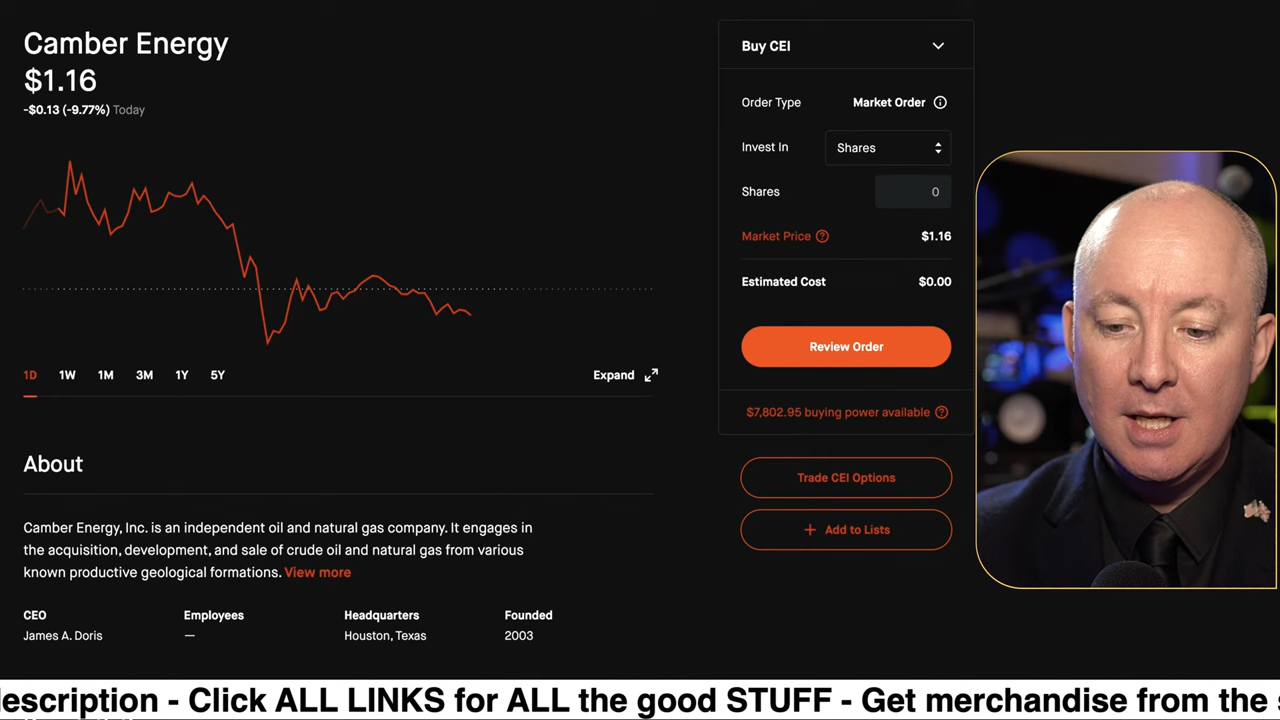 Camber Energy
$1.16
-$0.13 (-9.77%) Today
1D 1W 1M 3M 1Y 5Y
Expand
About
Camber Energy, Inc. is an independent oil and natural gas company. It engages in
the acquisition, development, and sale of crude oil and natural gas from various
known productive geological formations. View more
CEO Employees Headquarters Founded
James A. Doris — Houston, Texas 2003
Buy CEI
Order Type Market Order
Invest In Shares
Shares 0
Market Price $1.16
Estimated Cost $0.00
Review Order
$7,802.95 buying power available
Trade CEI Options
+ Add to Lists
escription - Click ALL LINKS for ALL the good STUFF - Get merchandise from the